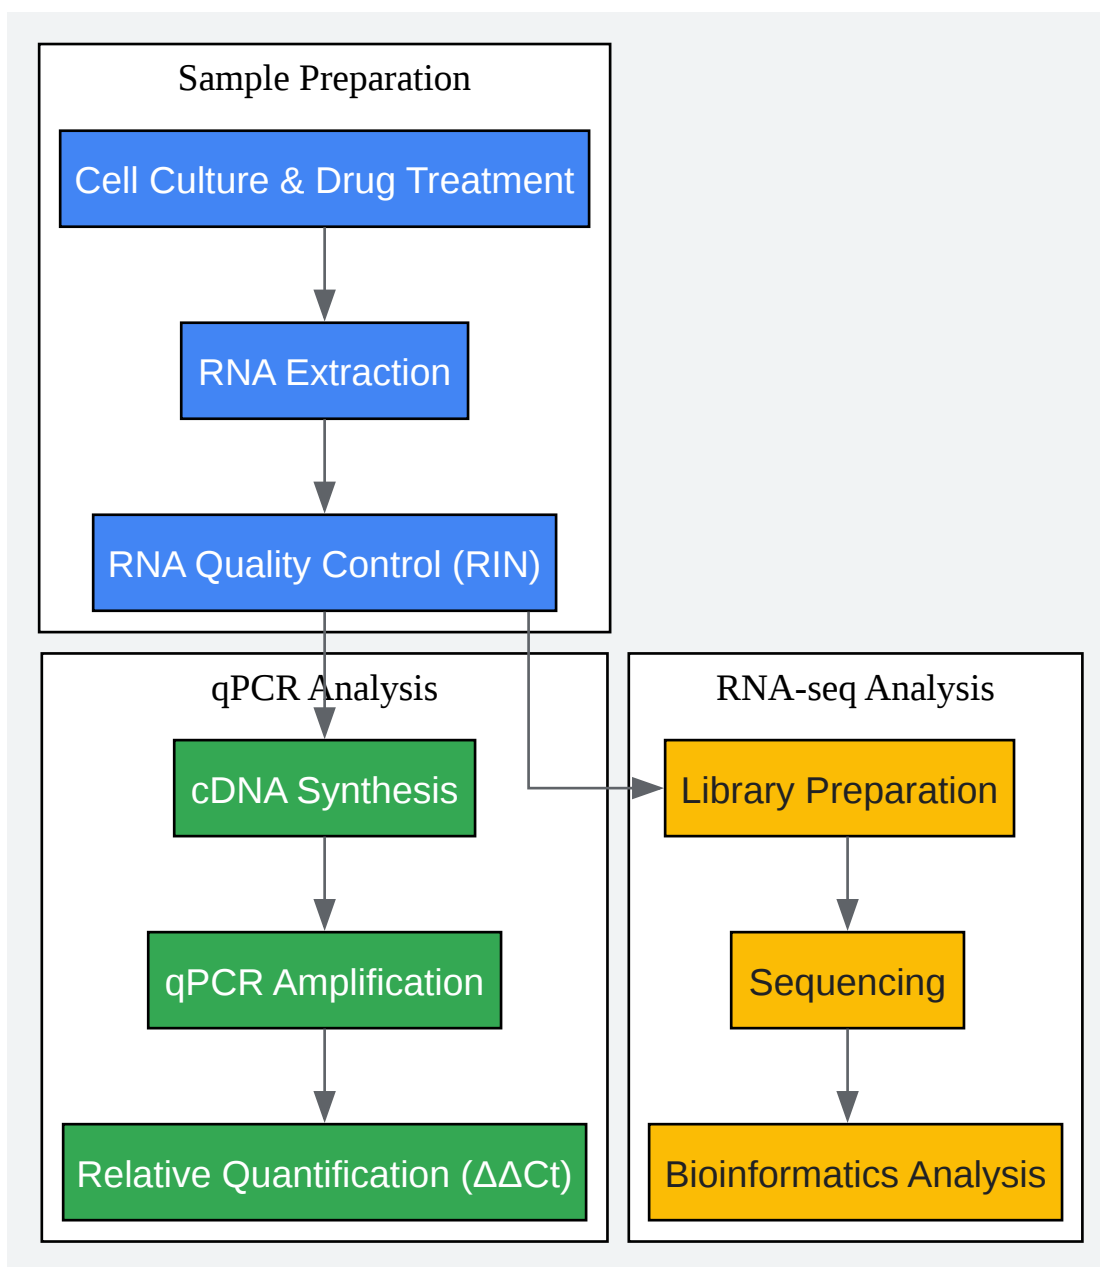 Sample Preparation
Cell Culture & Drug Treatment
RNA Extraction
RNA Quality Control (RIN)
qPCR Analysis
cDNA Synthesis
qPCR Amplification
Relative Quantification (ΔΔCt)
RNA-seq Analysis
Library Preparation
Sequencing
Bioinformatics Analysis